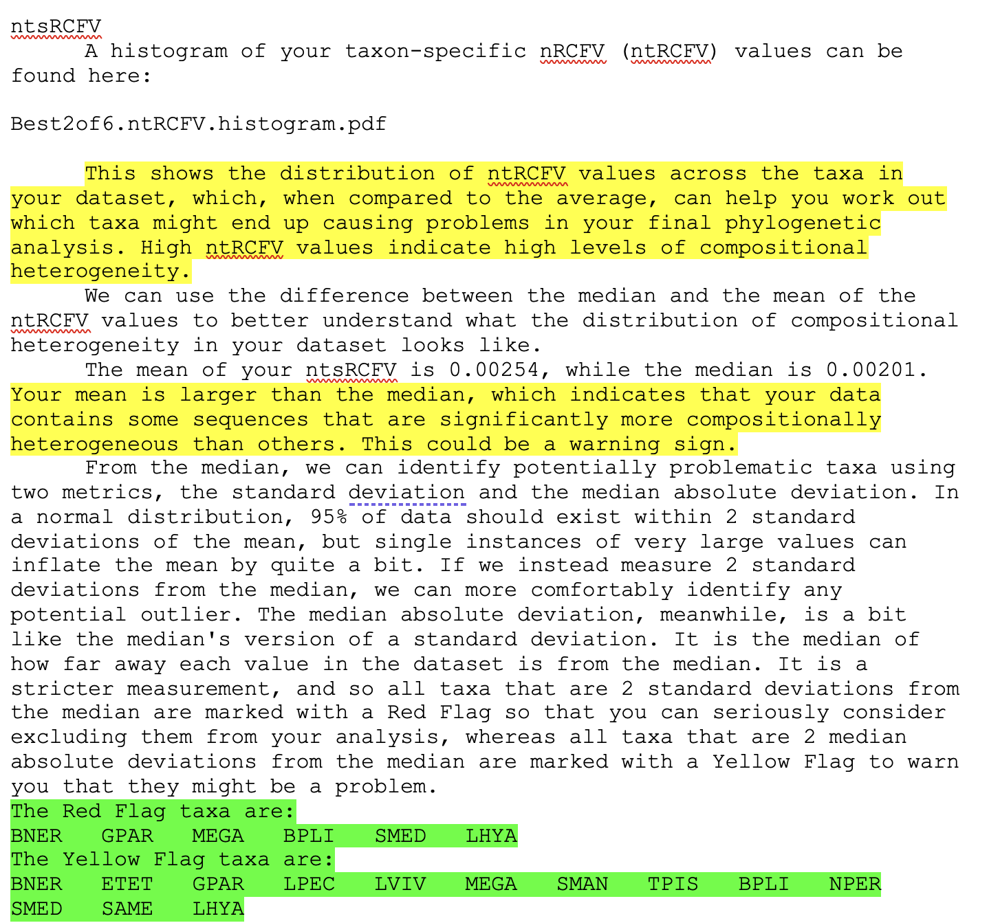 ntsRCFV
A histogram of your taxon-specific nRCFV (ntRCFV) values can be
found here:
Best2of6.ntRCFV.histogram.pdf
This shows the distribution of ntRCFV values across the taxa in
your dataset, which, when compared to the average, can help you work out
which taxa might end up causing problems in your final phylogenetic
analysis. High ntRCFV values indicate high levels of compositional
heterogeneity.
We can use the difference between the median and the mean of the
ntRCFV values to better understand what the distribution of compositional
heterogeneity in your dataset looks like.
The mean of your ntsRCFV is 0.00254, while the median is 0.00201.
Your mean is larger than the median, which indicates that your data
contains some sequences that are significantly more compositionally
heterogeneous than others. This could be a warning sign.
From the median, we can identify potentially problematic taxa using
two metrics, the standard deviation and the median absolute deviation. In
a normal distribution, 95% of data should exist within 2 standard
deviations of the mean, but single instances of very large values can
inflate the mean by quite a bit. If we instead measure 2 standard
deviations from the median, we can more comfortably identify any
potential outlier. The median absolute deviation, meanwhile, is a bit
like the median's version of a standard deviation. It is the median of
how far away each value in the dataset is from the median. It is a
stricter measurement, and so all taxa that are 2 standard deviations from
the median are marked with a Red Flag so that you can seriously consider
excluding them from your analysis, whereas all taxa that are 2 median
absolute deviations from the median are marked with a Yellow Flag to warn
you that they might be a problem.
The Red Flag taxa are:
BNER GPAR MEGA BPLI SMED LHYA
The Yellow Flag taxa are:
BNER ETET GPAR LPEC LVIV MEGA SMAN TPIS BPLI NPER
SMED SAME LHYA